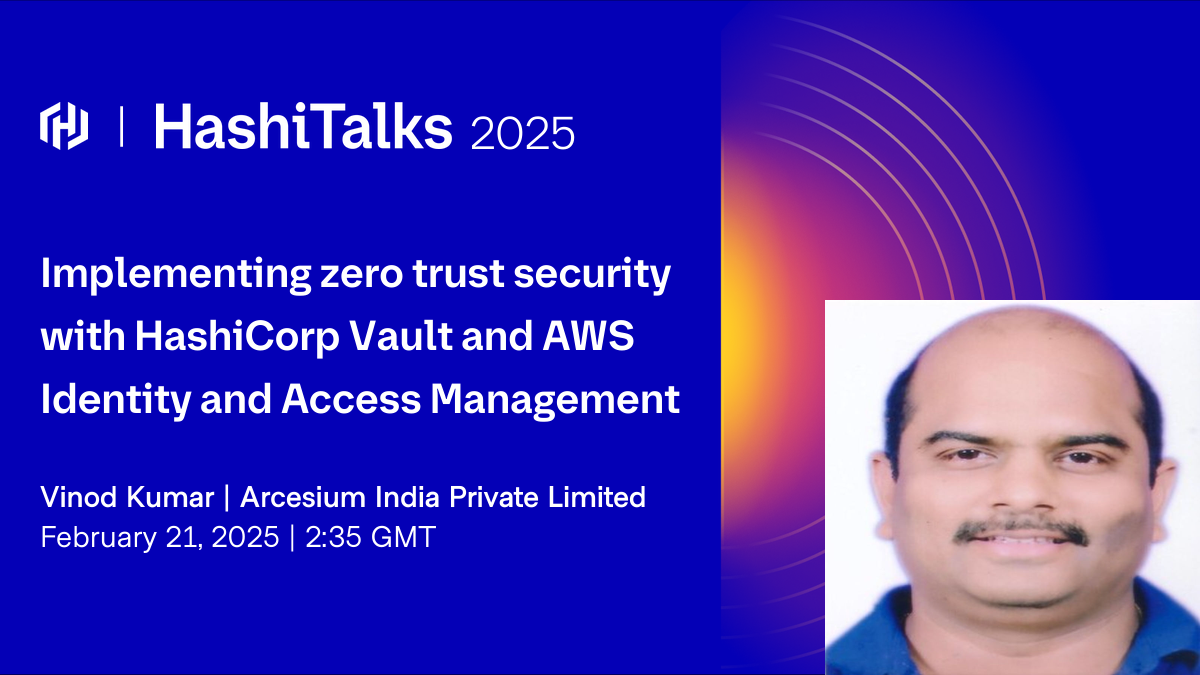 HashiTalks 2025
Implementing zero trust security
with HashiCorp Vault and AWS
Identity and Access Management
Vinod Kumar | Arcesium India Private Limited
February 21, 2025 | 2:35 GMT